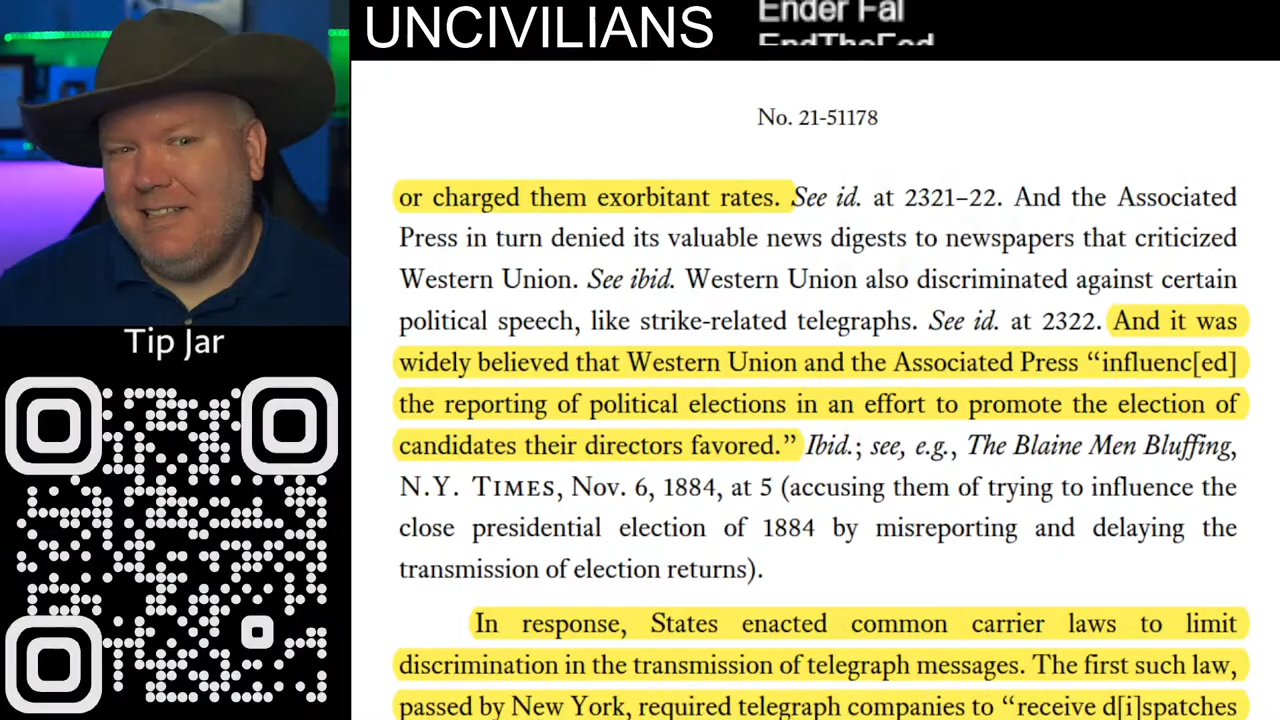 UNCIVILIANS
Ender Fal
EndTheFed
Tip Jar
No. 21-51178
or charged them exorbitant rates. See id. at 2321–22. And the Associated
Press in turn denied its valuable news digests to newspapers that criticized
Western Union. See ibid. Western Union also discriminated against certain
political speech, like strike-related telegraphs. See id. at 2322. And it was
widely believed that Western Union and the Associated Press “influenc[ed]
the reporting of political elections in an effort to promote the election of
candidates their directors favored.” Ibid.; see, e.g., The Blaine Men Bluffing,
N.Y. TIMES, Nov. 6, 1884, at 5 (accusing them of trying to influence the
close presidential election of 1884 by misreporting and delaying the
transmission of election returns).
In response, States enacted common carrier laws to limit
discrimination in the transmission of telegraph messages. The first such law,
passed by New York, required telegraph companies to “receive d[i]spatches